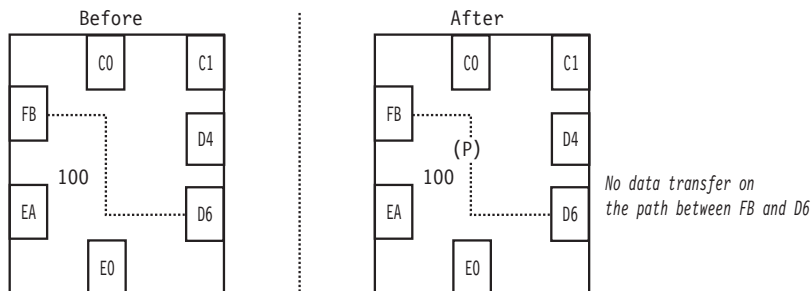 Before
After
C0
C1
FB
D4
100
EA
D6
E0
C0
C1
FB
D4
(P)
100
EA
D6
E0
No data transfer on
the path between FB and D6